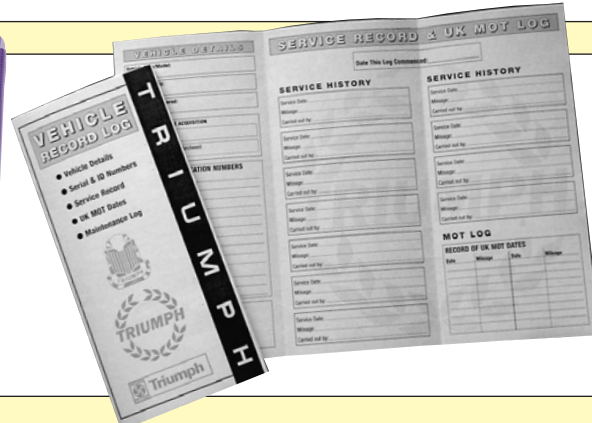 VEHICLE
RECORD LOG
● Vehicle Details
● Serial & ID Numbers
● Service Record
● UK MOT Dates
● Maintenance Log
TRIUMPH
Triumph
TRIUMPH
VEHICLE DETAILS
ACQUISITION
NUMBERS
SERVICE RECORD & UK MOT LOG
Date This Log Commenced:
SERVICE HISTORY
Service Date:
Mileage:
Carried out by:
Service Date:
Mileage:
Carried out by:
Service Date:
Mileage:
Carried out by:
Service Date:
Mileage:
Carried out by:
Service Date:
Mileage:
Carried out by:
Service Date:
Mileage:
Carried out by:
Service Date:
Mileage:
Carried out by:
SERVICE HISTORY
Service Date:
Mileage:
Carried out by:
Service Date:
Mileage:
Carried out by:
Service Date:
Mileage:
Carried out by:
Service Date:
Mileage:
Carried out by:
MOT LOG
RECORD OF UK MOT DATES
Date Mileage Date Mileage